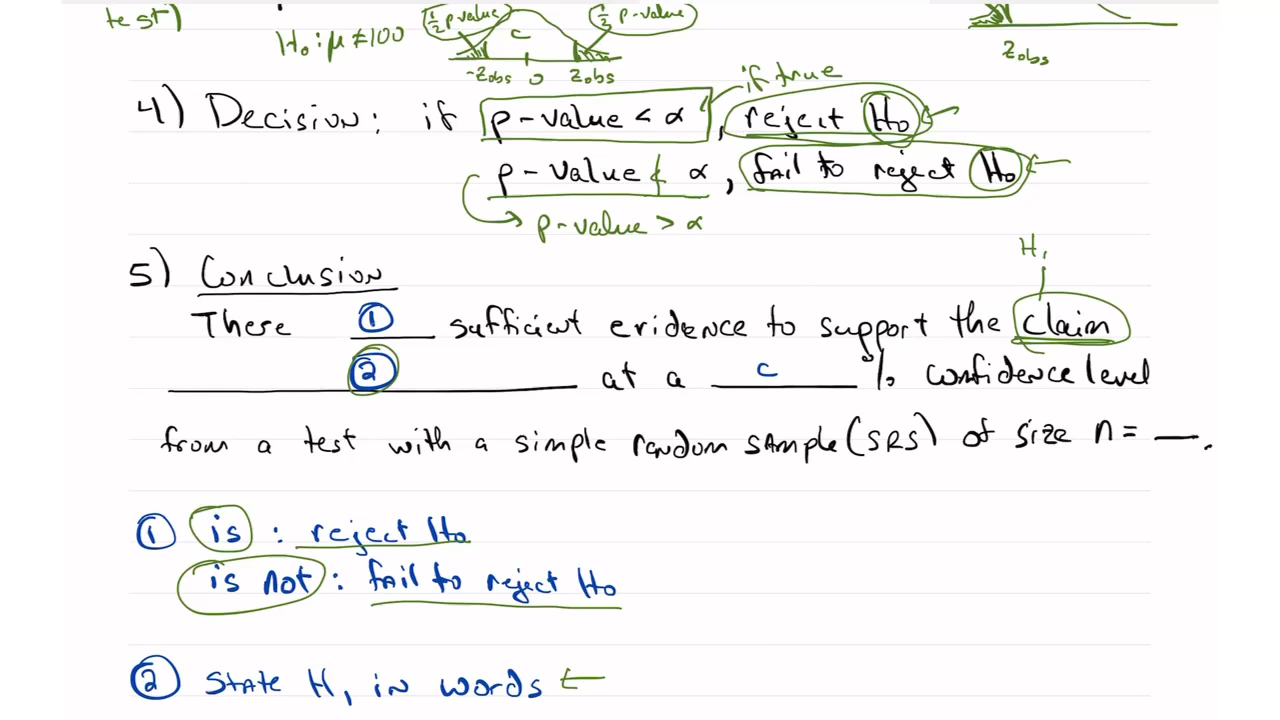 test)
H₀ : μ ≠ 100
½ p-value
½ p-value
c
-Zobs 0 Zobs
Zobs
if true
4) Decision: if p-value < α, reject H₀
p-value ≮ α, fail to reject H₀
p-value > α
5) Conclusion
H₁
There ① ___ sufficient evidence to support the claim
② ___ at a c % confidence level
from a test with a simple random sample (SRS) of size n = __.
① is : reject H₀
is not : fail to reject H₀
② State H₁ in words ←